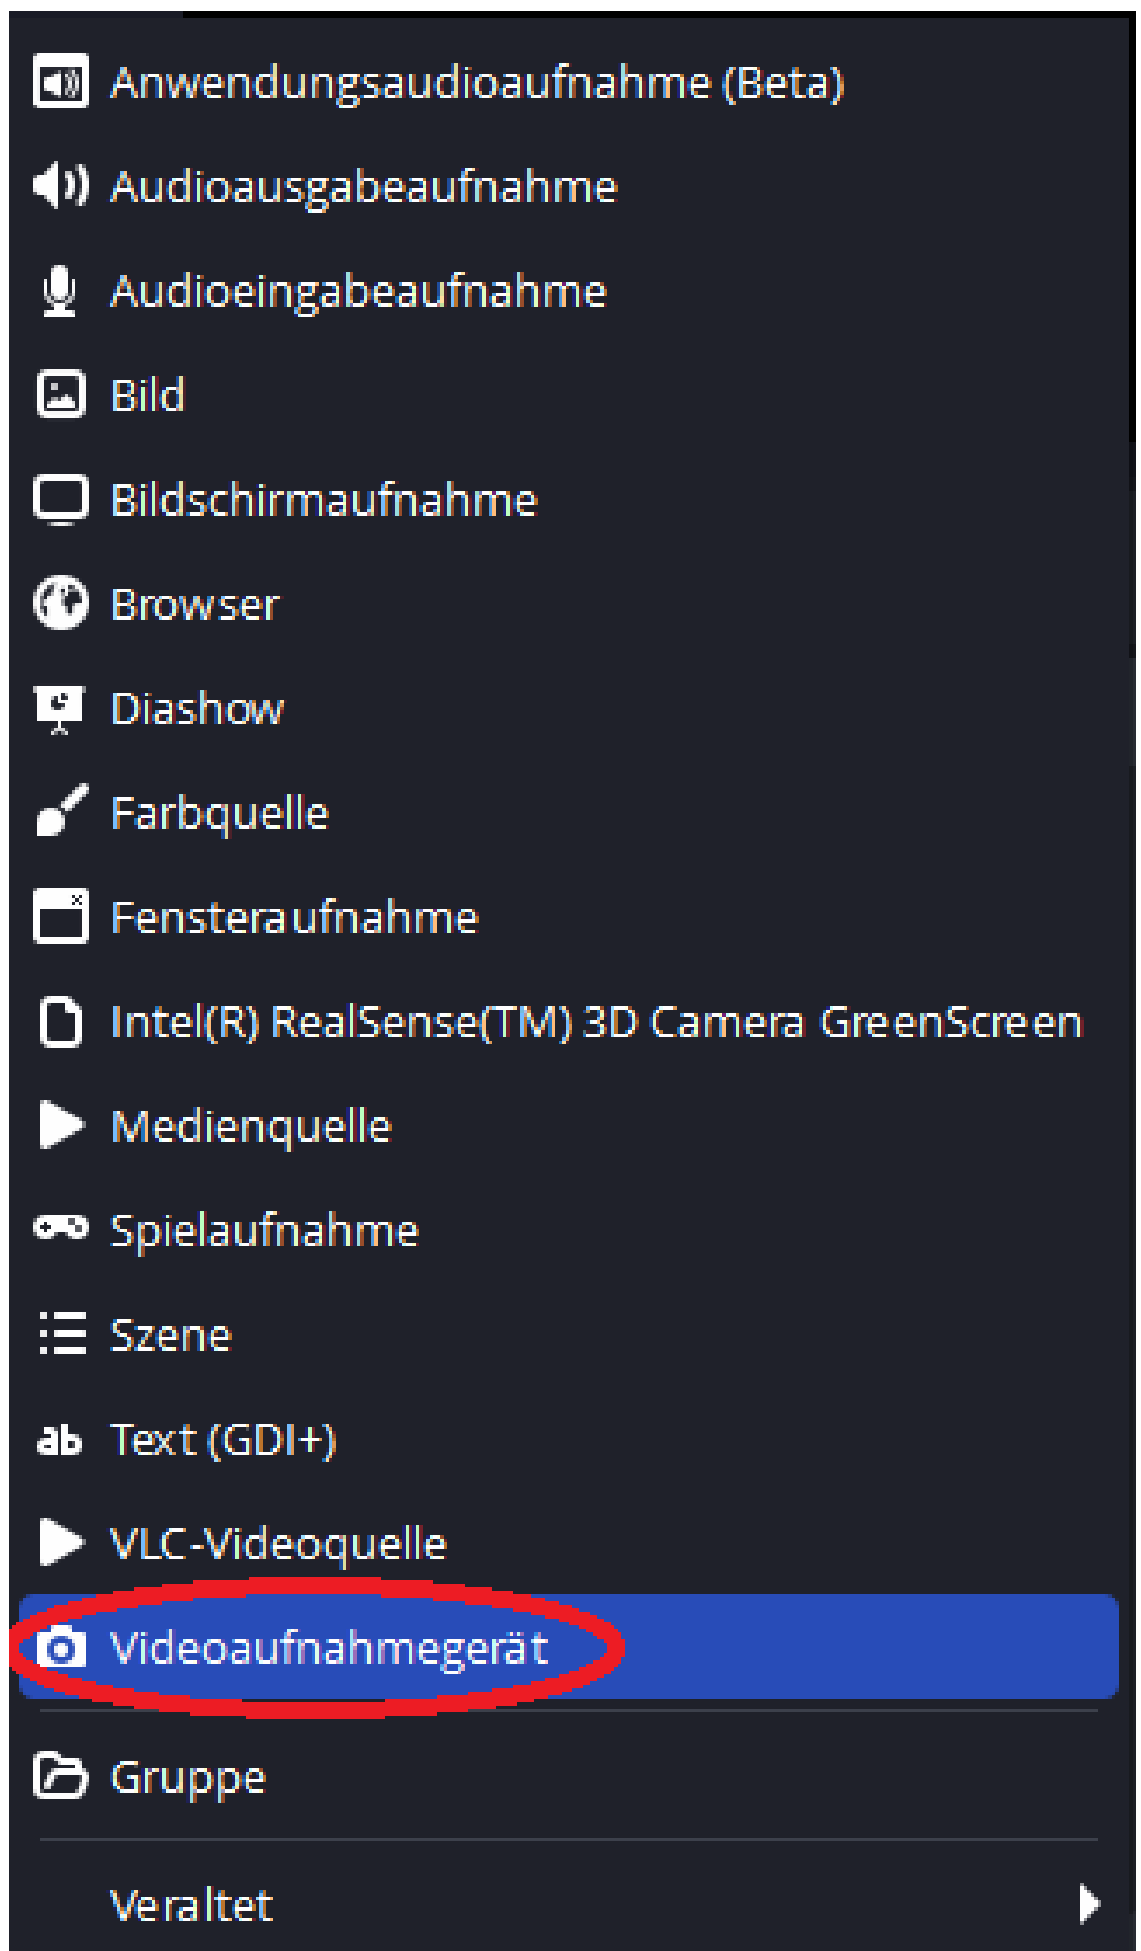 Anwendungsaudioaufnahme (Beta)
Audioausgabeaufnahme
Audioeingabeaufnahme
Bild
Bildschirmaufnahme
Browser
Diashow
Farbquelle
Fensteraufnahme
Intel(R) RealSense(TM) 3D Camera GreenScreen
Medienquelle
Spielaufnahme
Szene
ab Text (GDI+)
VLC-Videoquelle
Videoaufnahmegerät
Gruppe
Veraltet